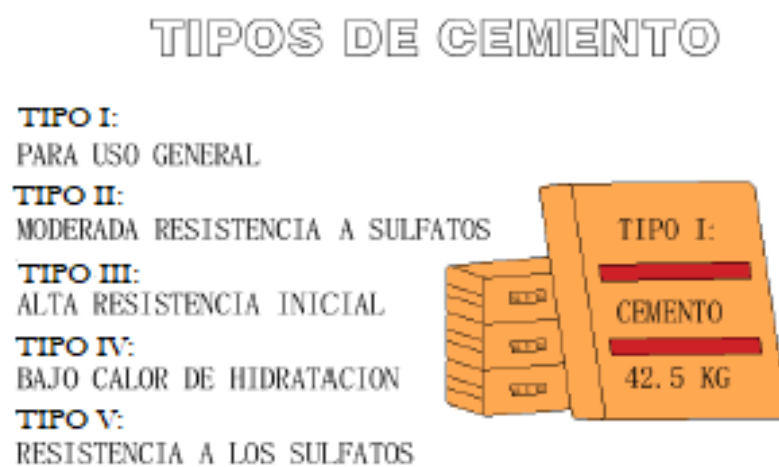 TIPOS DE CEMENTO
TIPO I:
PARA USO GENERAL
TIPO II:
MODERADA RESISTENCIA A SULFATOS
TIPO III:
ALTA RESISTENCIA INICIAL
TIPO IV:
BAJO CALOR DE HIDRATACION
TIPO V:
RESISTENCIA A LOS SULFATOS
TIPO I:
CEMENTO
42.5 KG